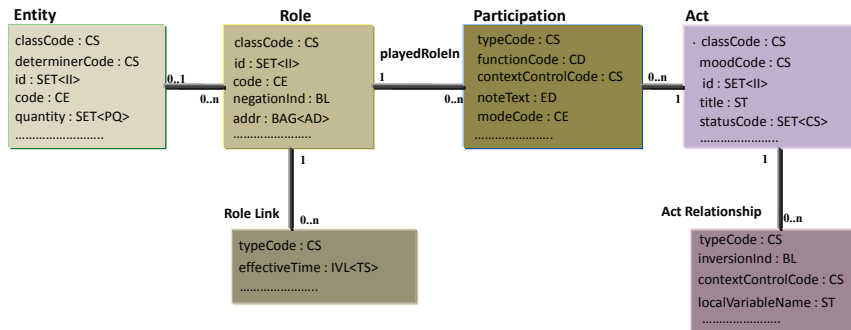 Entity
classCode : CS
determinerCode : CS
id : SET<II>
code : CE
quantity : SET<PQ>
...........................
0..1
0..n
Role
classCode : CS
id : SET<II>
code : CE
negationInd : BL
addr : BAG<AD>
........................
playedRoleIn
1
0..n
Participation
typeCode : CS
functionCode : CD
contextControlCode : CS
noteText : ED
modeCode : CE
........................
0..n
1
Act
. classCode : CS
moodCode : CS
id : SET<II>
title : ST
statusCode : SET<CS>
........................
1
0..n
Role Link
typeCode : CS
effectiveTime : IVL<TS>
........................
1
0..n
Act Relationship
typeCode : CS
inversionInd : BL
contextControlCode : CS
localVariableName : ST
........................